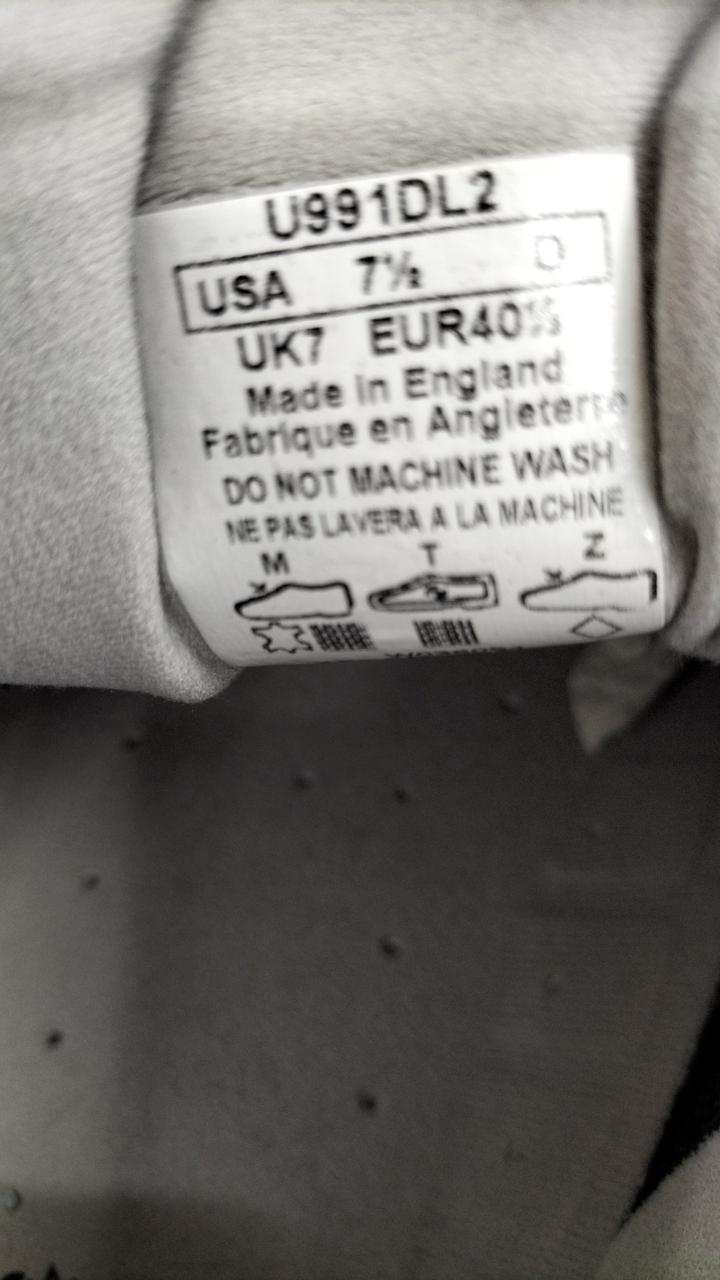 U991DL2
USA 7½ D
UK7 EUR40½
Made in England
Fabrique en Angleterre
DO NOT MACHINE WASH
NE PAS LAVERA A LA MACHINE
M T Z